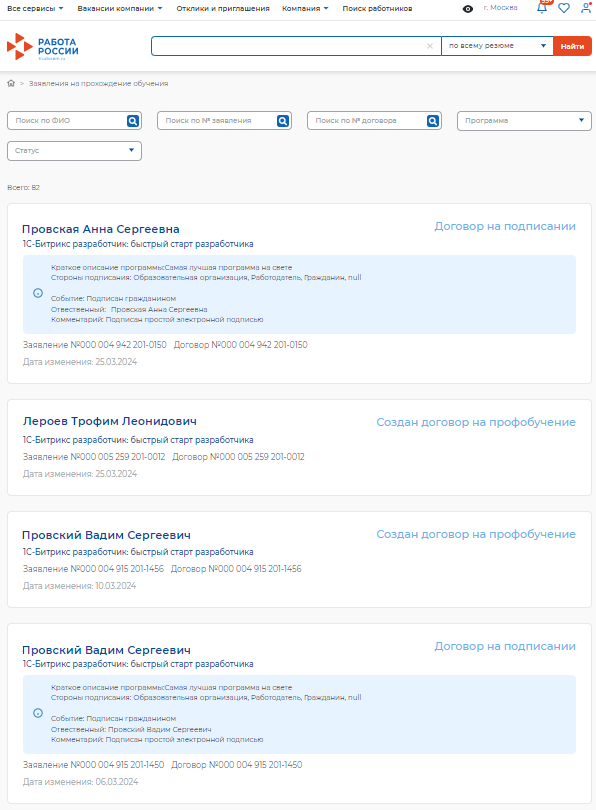 Все сервисы Вакансии компании Отклики и приглашения Компания Поиск работников г. Москва
РАБОТА
РОССИИ
по всему резюме Найти
> Заявления на прохождение обучения
Поиск по ФИО Поиск по № заявления Поиск по № договора Программа
Статус
Всего: 82
Провская Анна Сергеевна Договор на подписании
1С-Битрикс разработчик: быстрый старт разработчика
Краткое описание программы:Самая лучшая программа на свете
Стороны подписания: Образовательная организация, Работодатель, Гражданин, null
Событие: Подписан гражданином
Отвественный: Провская Анна Сергеевна
Комментарий: Подписан простой электронной подписью
Заявление №000 004 942 201-0150 Договор №000 004 942 201-0150
Дата изменения: 25.03.2024
Лероев Трофим Леонидович Создан договор на профобучение
1С-Битрикс разработчик: быстрый старт разработчика
Заявление №000 005 259 201-0012 Договор №000 005 259 201-0012
Дата изменения: 25.03.2024
Провский Вадим Сергеевич Создан договор на профобучение
1С-Битрикс разработчик: быстрый старт разработчика
Заявление №000 004 915 201-1456 Договор №000 004 915 201-1456
Дата изменения: 10.03.2024
Провский Вадим Сергеевич Договор на подписании
1С-Битрикс разработчик: быстрый старт разработчика
Краткое описание программы:Самая лучшая программа на свете
Стороны подписания: Образовательная организация, Работодатель, Гражданин, null
Событие: Подписан гражданином
Отвественный: Провский Вадим Сергеевич
Комментарий: Подписан простой электронной подписью
Заявление №000 004 915 201-1450 Договор №000 004 915 201-1450
Дата изменения: 06.03.2024